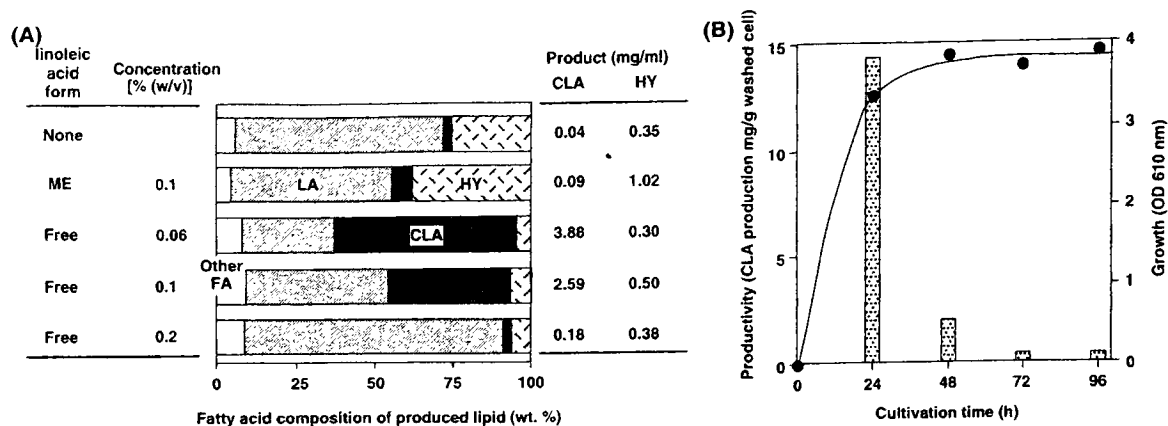 (A)
linoleic acid form Concentration [% (w/v)] Product (mg/ml)
CLA HY
None 0.04 0.35
ME 0.1 LA HY 0.09 1.02
Free 0.06 CLA 3.88 0.30
Other FA
Free 0.1 2.59 0.50
Free 0.2 0.18 0.38
0 25 50 75 100
Fatty acid composition of produced lipid (wt. %)
(B)
Productivity (CLA production mg/g washed cell)
15
10
5
0
4
3
2
1
0
Growth (OD 610 nm)
0 24 48 72 96
Cultivation time (h)